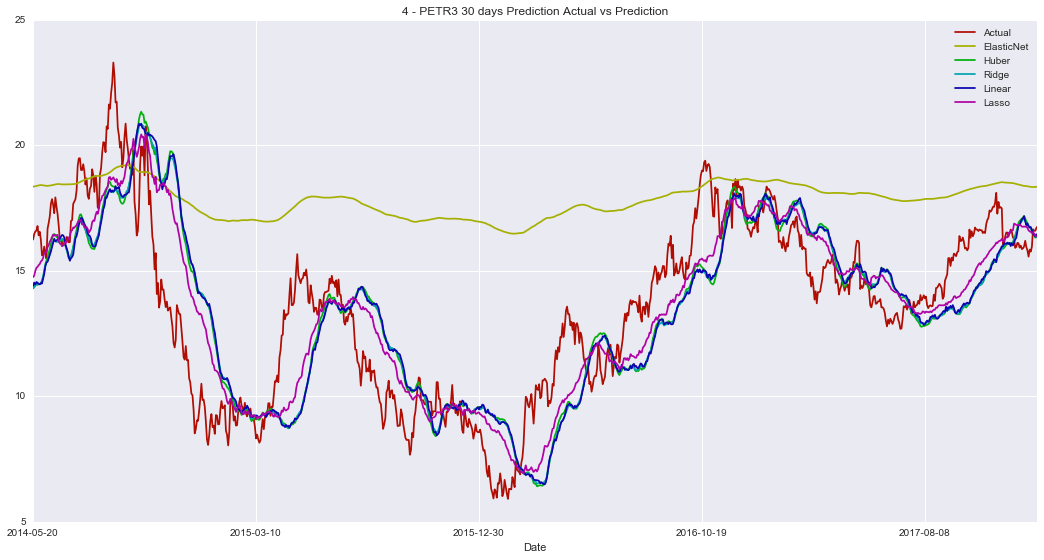 4 - PETR3 30 days Prediction Actual vs Prediction
25
20
15
10
5
Actual
ElasticNet
Huber
Ridge
Linear
Lasso
2014-05-20
2015-03-10
2015-12-30
2016-10-19
2017-08-08
Date